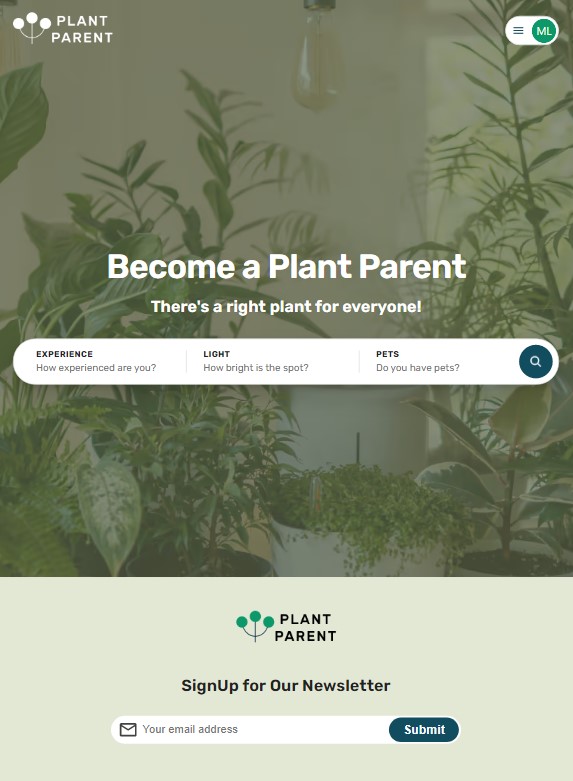 PLANT
PARENT
ML
Become a Plant Parent
There's a right plant for everyone!
EXPERIENCE
How experienced are you?
LIGHT
How bright is the spot?
PETS
Do you have pets?
PLANT
PARENT
SignUp for Our Newsletter
Your email address
Submit